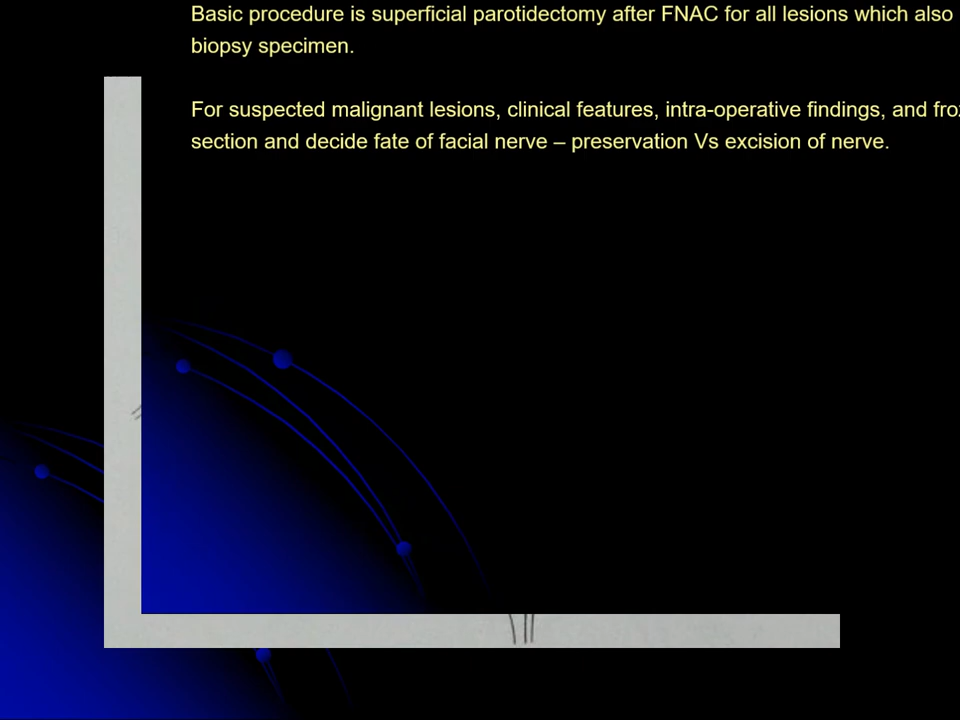 Basic procedure is superficial parotidectomy after FNAC for all lesions which also
biopsy specimen.
For suspected malignant lesions, clinical features, intra-operative findings, and
section and decide fate of facial nerve – preservation Vs excision of nerve.